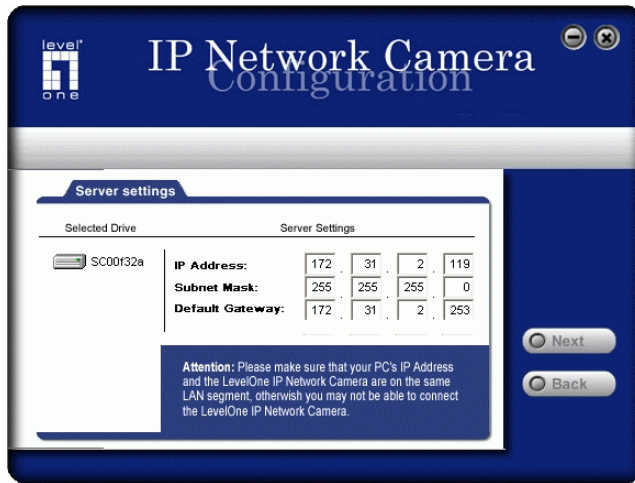 level
one
IP Network Camera
Configuration
Server settings
Selected Drive
Server Settings
SC00f32a
IP Address: 172 . 31 . 2 . 119
Subnet Mask: 255 . 255 . 255 . 0
Default Gateway: 172 . 31 . 2 . 253
Attention: Please make sure that your PC's IP Address
and the LevelOne IP Network Camera are on the same
LAN segment, otherwish you may not be able to connect
the LevelOne IP Network Camera.
Next
Back